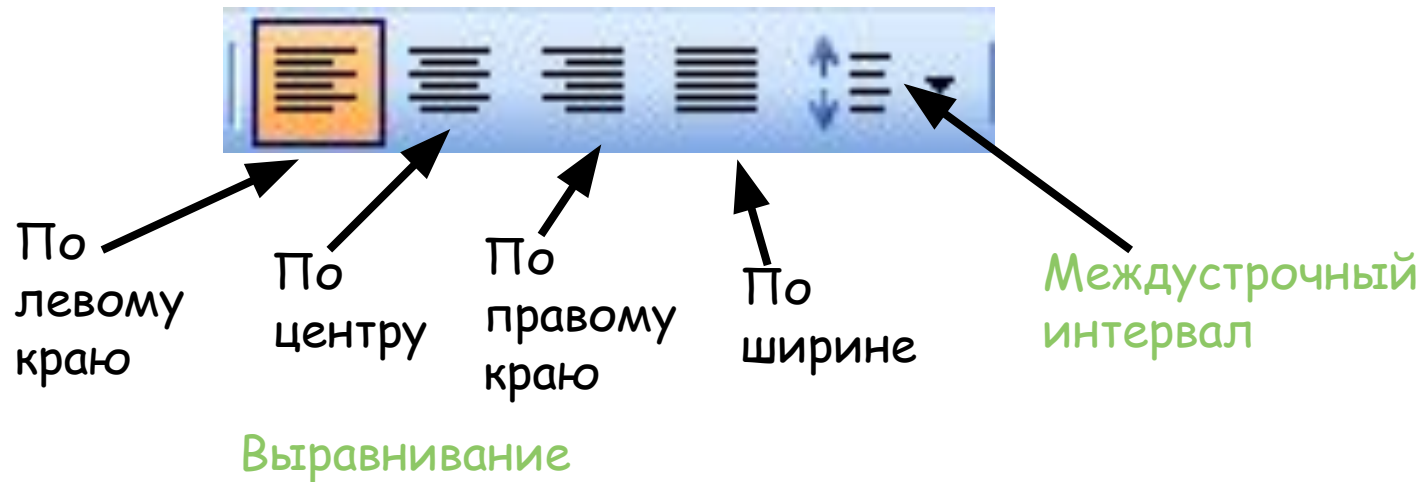 По
левому
краю
По
центру
По
правому
краю
По
ширине
Междустрочный
интервал
Выравнивание